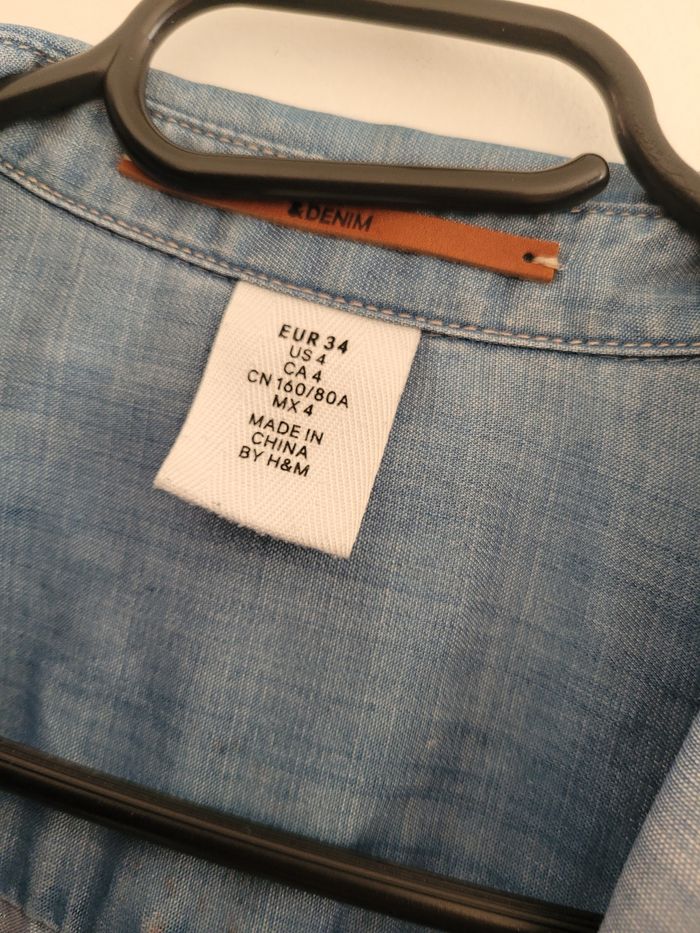 &DENIM
EUR 34
US 4
CA 4
CN 160/80A
MX 4
MADE IN
CHINA
BY H&M